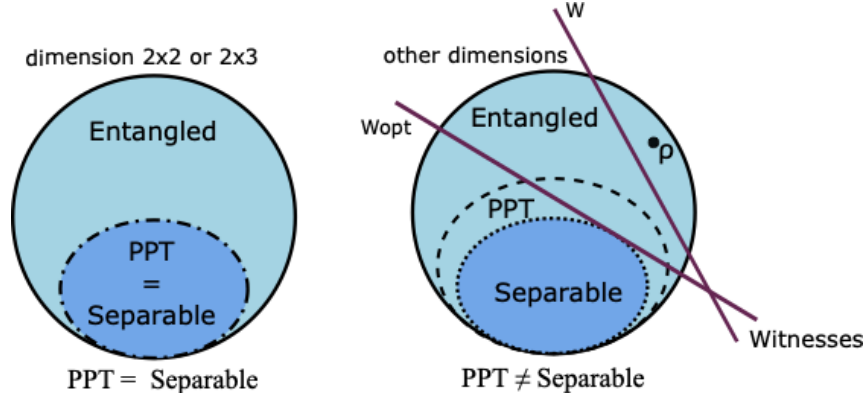 dimension 2x2 or 2x3
Entangled
PPT
=
Separable
PPT = Separable
W
other dimensions
Wopt
Entangled
ρ
PPT
Separable
Witnesses
PPT ≠ Separable